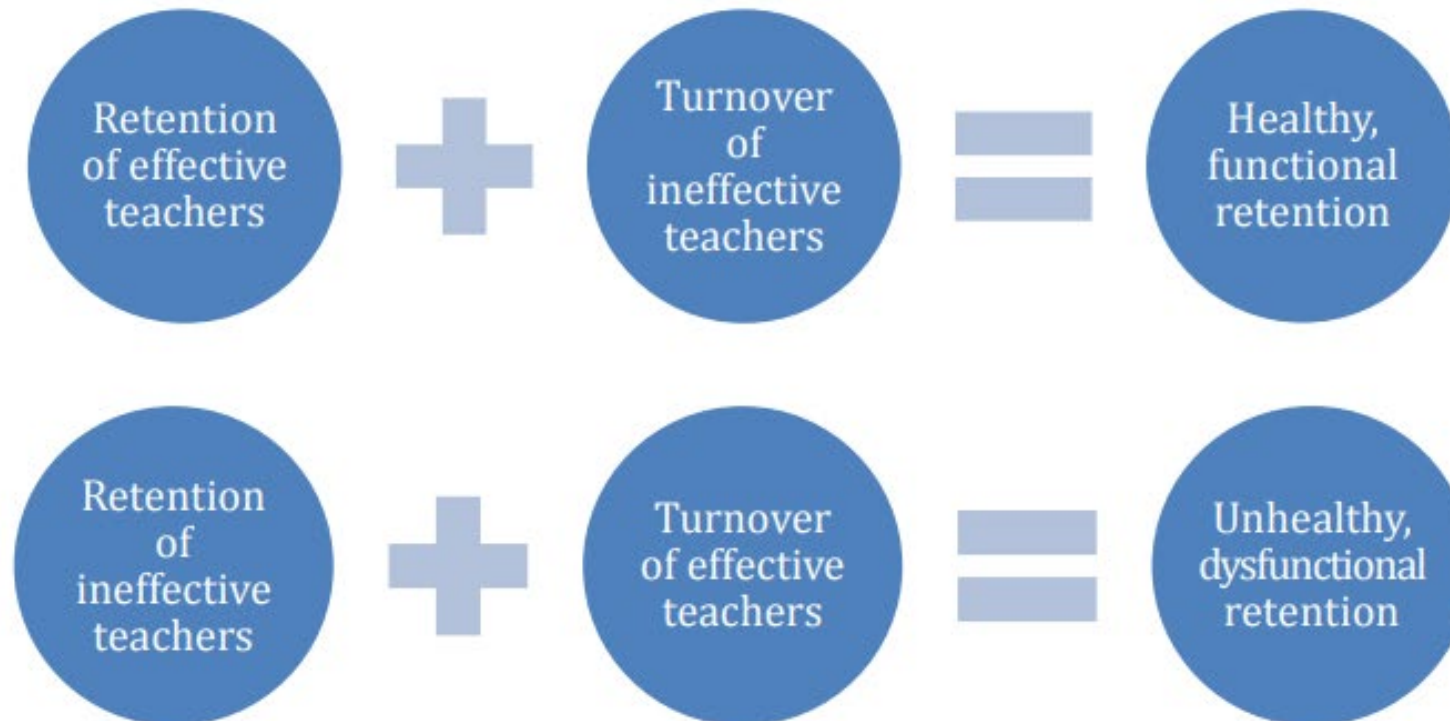 Retention
of effective
teachers
Turnover
of
ineffective
teachers
Healthy,
functional
retention
Retention
of
ineffective
teachers
Turnover
of effective
teachers
Unhealthy,
dysfunctional
retention